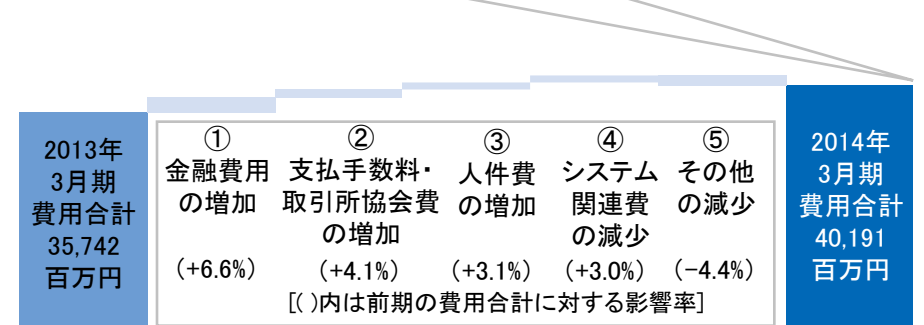 2013年
3月期
費用合計
35,742
百万円
①
金融費用
の増加
(+6.6%)
②
支払手数料・
取引所協会費
の増加
(+4.1%)
③
人件費
の増加
(+3.1%)
④
システム
関連費
の減少
(+3.0%)
⑤
その他
の減少
(−4.4%)
[( )内は前期の費用合計に対する影響率]
2014年
3月期
費用合計
40,191
百万円